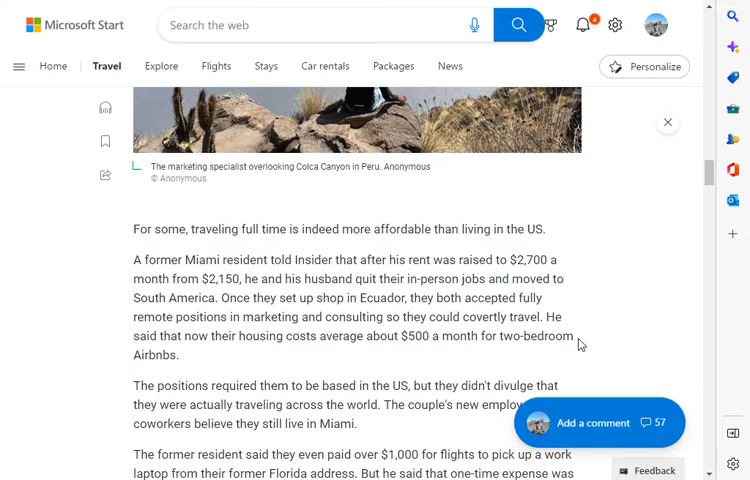 Microsoft Start
Search the web
4
Home
Travel
Explore
Flights
Stays
Car rentals
Packages
News
Personalize
The marketing specialist overlooking Colca Canyon in Peru. Anonymous
© Anonymous
For some, traveling full time is indeed more affordable than living in the US.
A former Miami resident told Insider that after his rent was raised to $2,700 a
month from $2,150, he and his husband quit their in-person jobs and moved to
South America. Once they set up shop in Ecuador, they both accepted fully
remote positions in marketing and consulting so they could covertly travel. He
said that now their housing costs average about $500 a month for two-bedroom
Airbnbs.
The positions required them to be based in the US, but they didn't divulge that
they were actually traveling across the world. The couple's new employ
coworkers believe they still live in Miami.
Add a comment
57
The former resident said they even paid over $1,000 for flights to pick up a work
laptop from their former Florida address. But he said that one-time expense was
Feedback